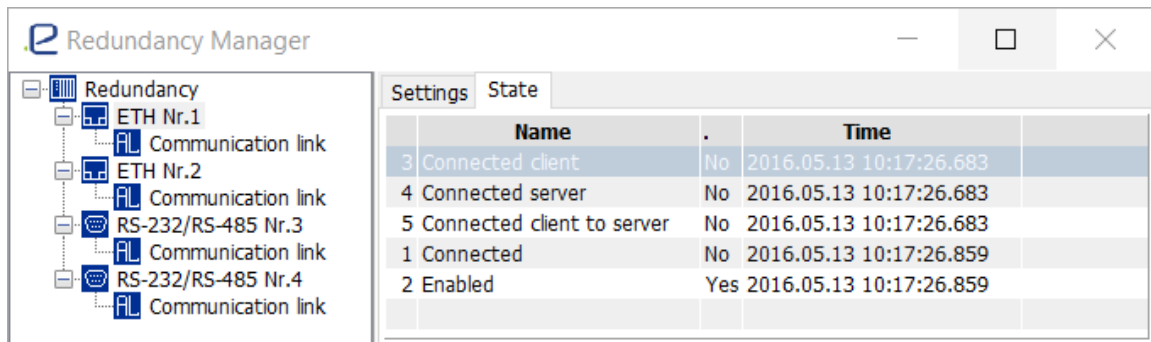 Redundancy Manager
Redundancy
ETH Nr.1
AL Communication link
ETH Nr.2
AL Communication link
RS-232/RS-485 Nr.3
AL Communication link
RS-232/RS-485 Nr.4
AL Communication link
Settings State
Name . Time
3 Connected client No 2016.05.13 10:17:26.683
4 Connected server No 2016.05.13 10:17:26.683
5 Connected client to server No 2016.05.13 10:17:26.683
1 Connected No 2016.05.13 10:17:26.859
2 Enabled Yes 2016.05.13 10:17:26.859